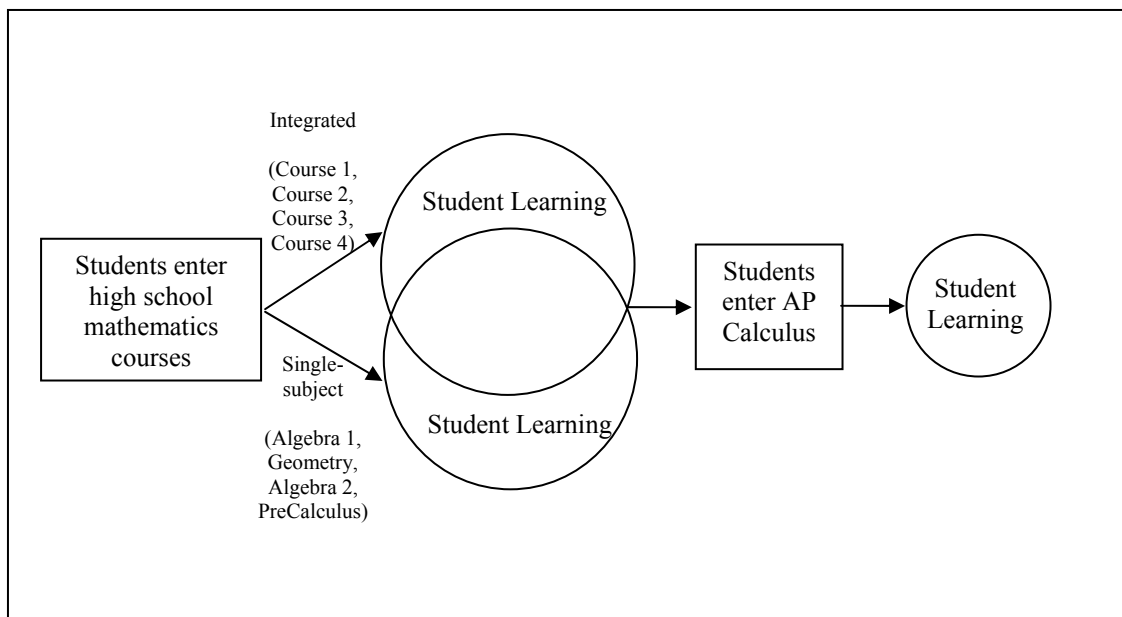 Integrated
(Course 1,
Course 2,
Course 3,
Course 4)
Student Learning
Students enter
high school
mathematics
courses
Single-
subject
(Algebra 1,
Geometry,
Algebra 2,
PreCalculus)
Student Learning
Students
enter AP
Calculus
Student
Learning